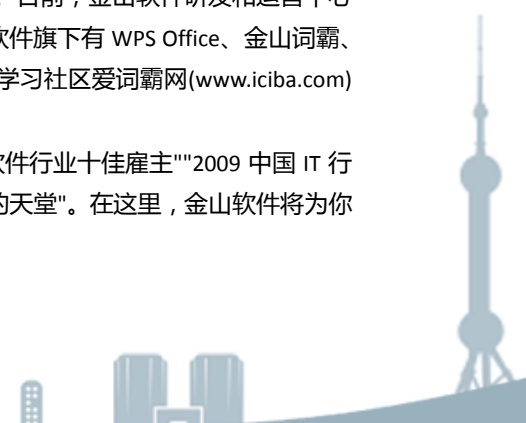 目前，金山软件研发和运营中心
软件旗下有 WPS Office、金山词霸、
学习社区爱词霸网(www.iciba.com)
软件行业十佳雇主""2009 中国 IT 行
的天堂"。在这里，金山软件将为你